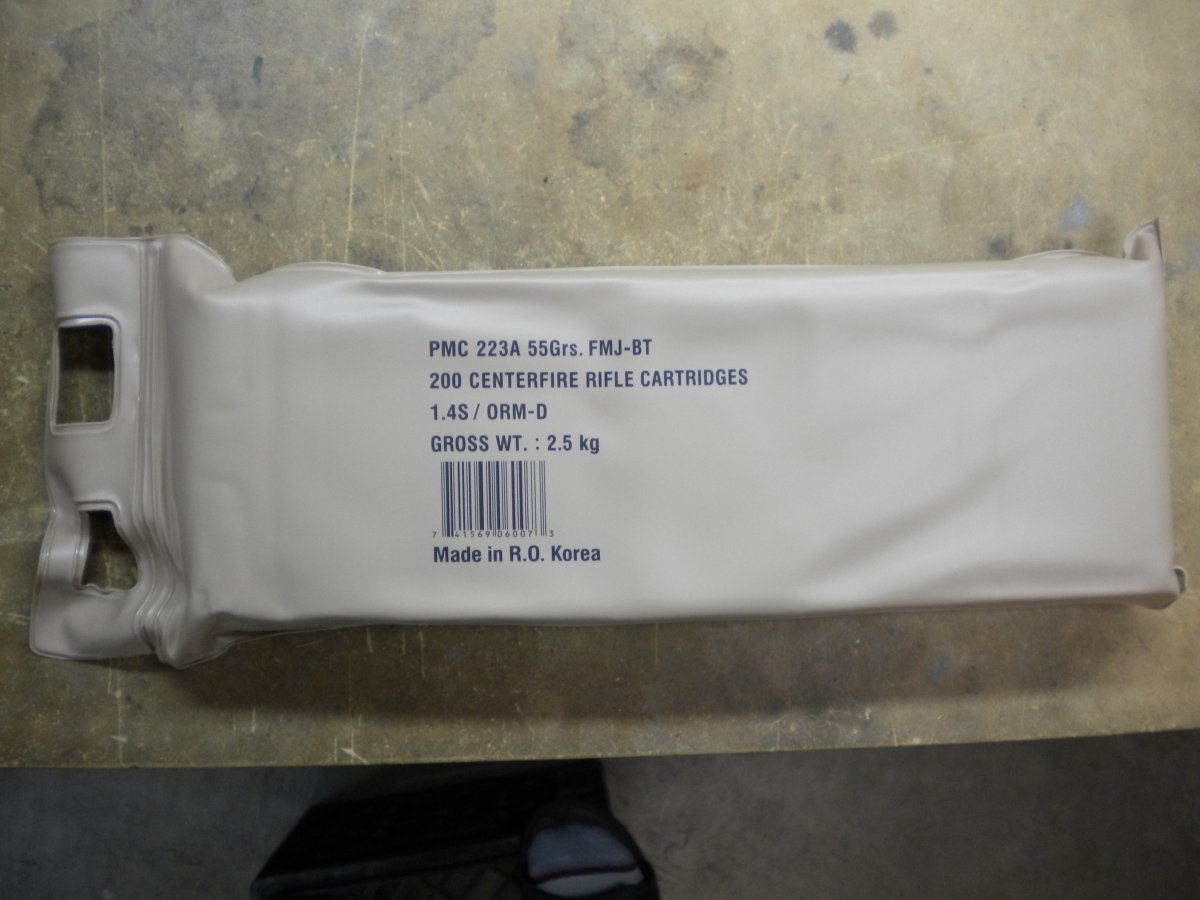 PMC 223A 55Grs. FMJ-BT
200 CENTERFIRE RIFLE CARTRIDGES
1.4S / ORM-D
GROSS WT. : 2.5 kg
7 41569 06007 3
Made in R.O. Korea